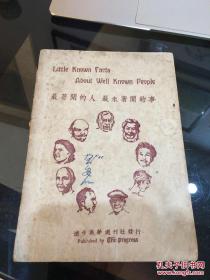 Little Known Facts
About Well Known People
最著聞的人 最未著聞的事
進步英華週刊社發行
Published by The Progress